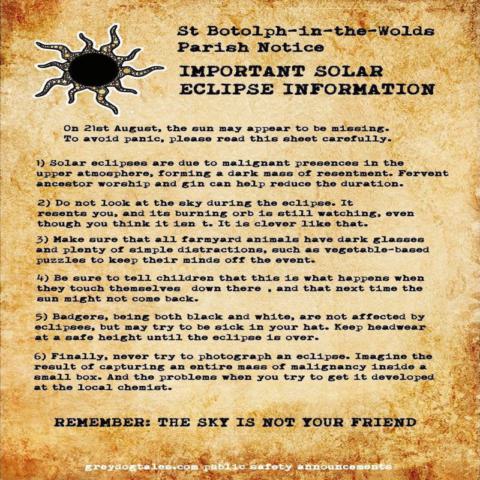 St Botolph-in-the-Wolds
Parish Notice
IMPORTANT SOLAR
ECLIPSE INFORMATION
On 21st August, the sun may appear to be missing.
To avoid panic, please read this sheet carefully.
1) Solar eclipses are due to malignant presences in the
upper atmosphere, forming a dark mass of resentment. Fervent
ancestor worship and gin can help reduce the duration.
2) Do not look at the sky during the eclipse. It
resents you, and its burning orb is still watching, even
though you think it isn t. It is clever like that.
3) Make sure that all farmyard animals have dark glasses
and plenty of simple distractions, such as vegetable-based
puzzles to keep their minds off the event.
4) Be sure to tell children that this is what happens when
they touch themselves  down there , and that next time the
sun might not come back.
5) Badgers, being both black and white, are not affected by
eclipses, but may try to be sick in your hat. Keep headwear
at a safe height until the eclipse is over.
6) Finally, never try to photograph an eclipse. Imagine the
result of capturing an entire mass of malignancy inside a
small box. And the problems when you try to get it developed
at the local chemist.
REMEMBER: THE SKY IS NOT YOUR FRIEND
greydogtales.com public safety announcements